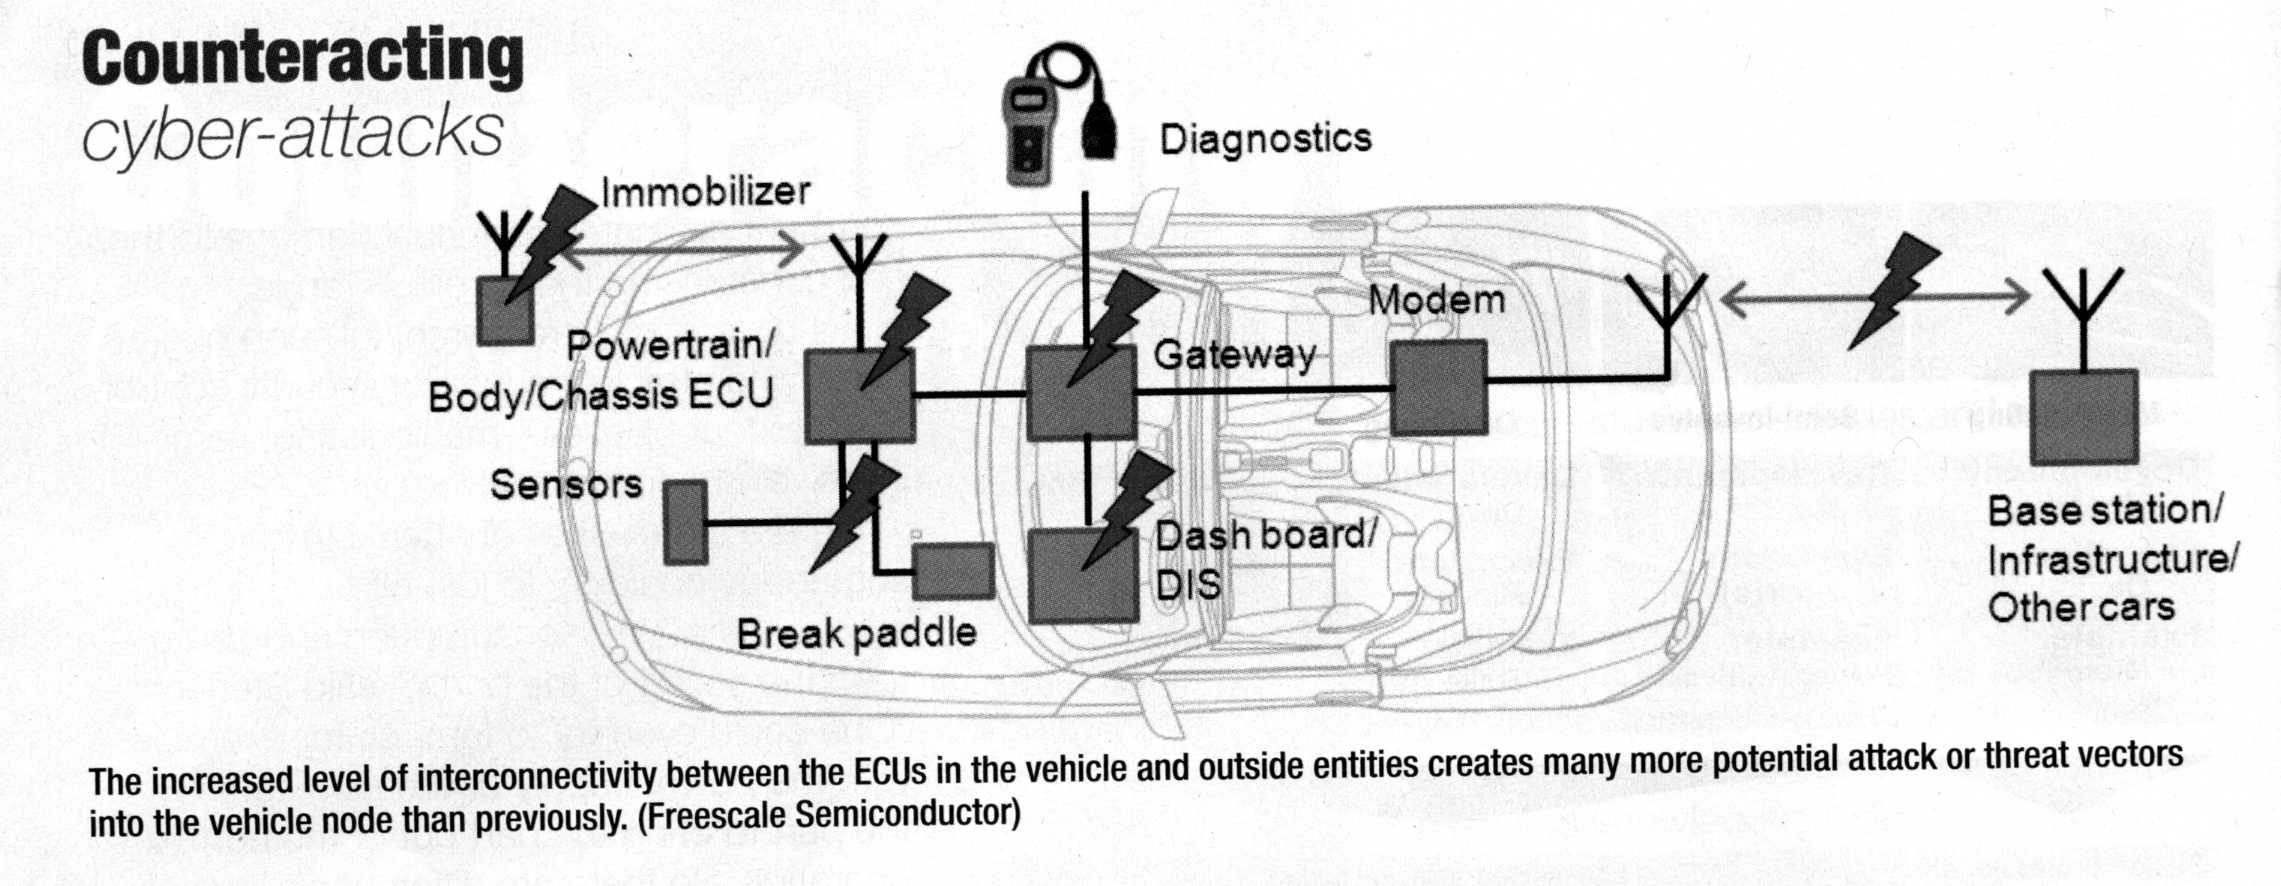 Counteracting
cyber-attacks
Immobilizer
Diagnostics
Modem
Powertrain/
Body/Chassis ECU
Gateway
Sensors
Dash board/
DIS
Break paddle
Base station/
Infrastructure/
Other cars
The increased level of interconnectivity between the ECUs in the vehicle and outside entities creates many more potential attack or threat vectors
into the vehicle node than previously. (Freescale Semiconductor)